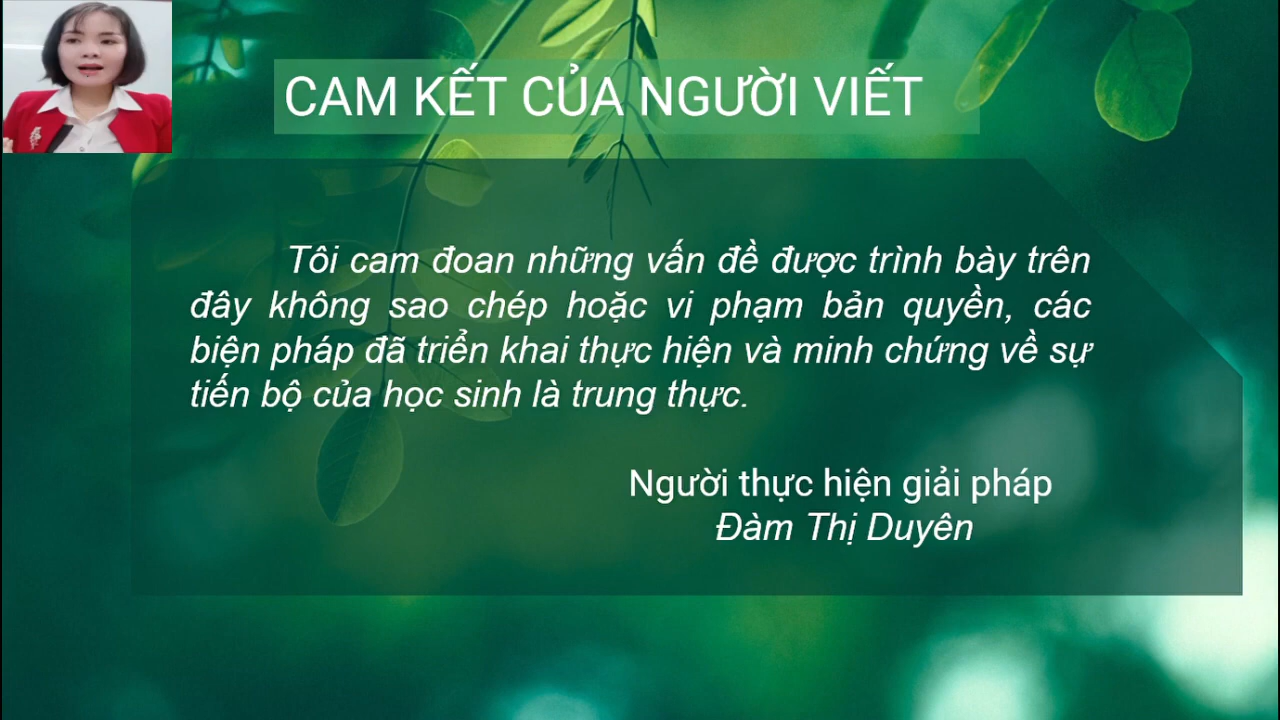 CAM KẾT CỦA NGƯỜI VIẾT
Tôi cam đoan những vấn đề được trình bày trên
đây không sao chép hoặc vi phạm bản quyền, các
biện pháp đã triển khai thực hiện và minh chứng về sự
tiến bộ của học sinh là trung thực.
Người thực hiện giải pháp
Đàm Thị Duyên